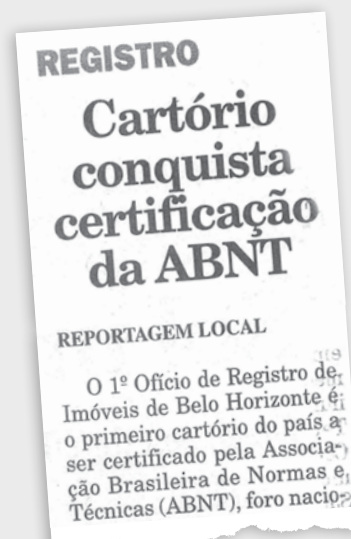 REGISTRO
Cartório
conquista
certificação
da ABNT
REPORTAGEM LOCAL
O 1º Ofício de Registro de
Imóveis de Belo Horizonte é
o primeiro cartório do país a
ser certificado pela Associa-
ção Brasileira de Normas e
Técnicas (ABNT), foro nacio-